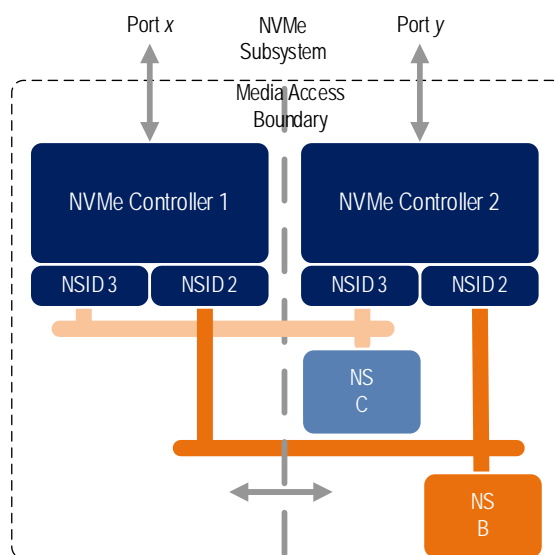 Port x
NVMe
Subsystem
Port y
Media Access
Boundary
NVMe Controller 1
NVMe Controller 2
NSID 3
NSID 2
NSID 3
NSID 2
NS
C
NS
B